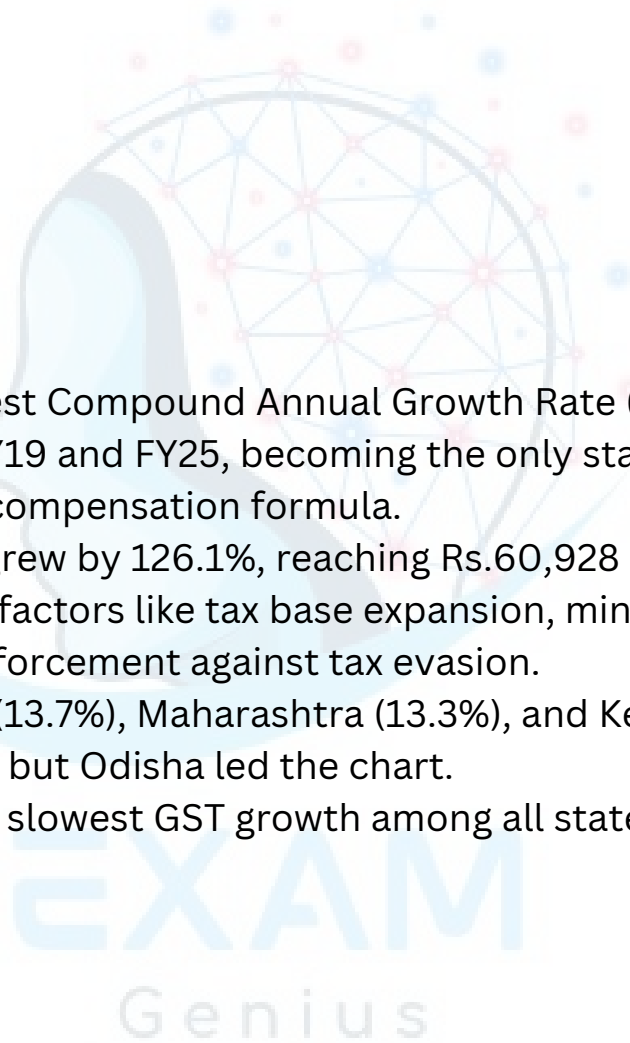 est Compound Annual Growth Rate (
Y19 and FY25, becoming the only sta
compensation formula.
rew by 126.1%, reaching Rs.60,928
factors like tax base expansion, min
forcement against tax evasion.
(13.7%), Maharashtra (13.3%), and Ke
but Odisha led the chart.
slowest GST growth among all state
EXAM
Genius